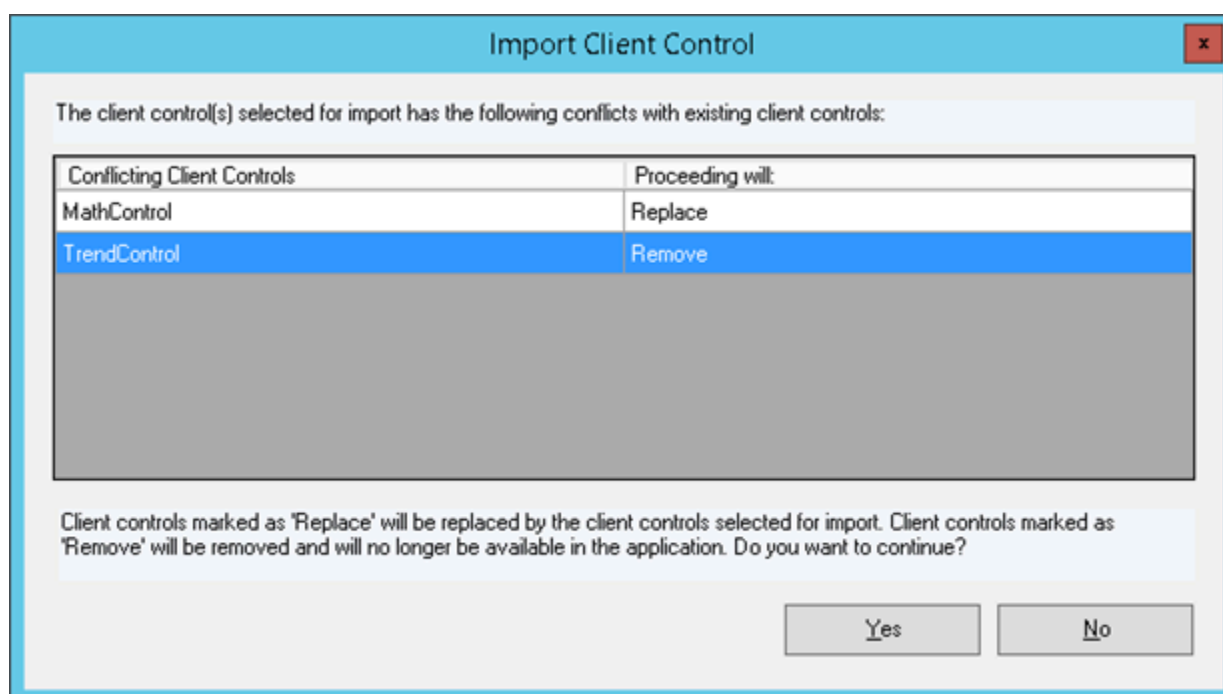 Import Client Control
x
The client control(s) selected for import has the following conflicts with existing client controls:
Conflicting Client Controls Proceeding will:
MathControl Replace
TrendControl Remove
Client controls marked as 'Replace' will be replaced by the client controls selected for import. Client controls marked as
'Remove' will be removed and will no longer be available in the application. Do you want to continue?
Yes No